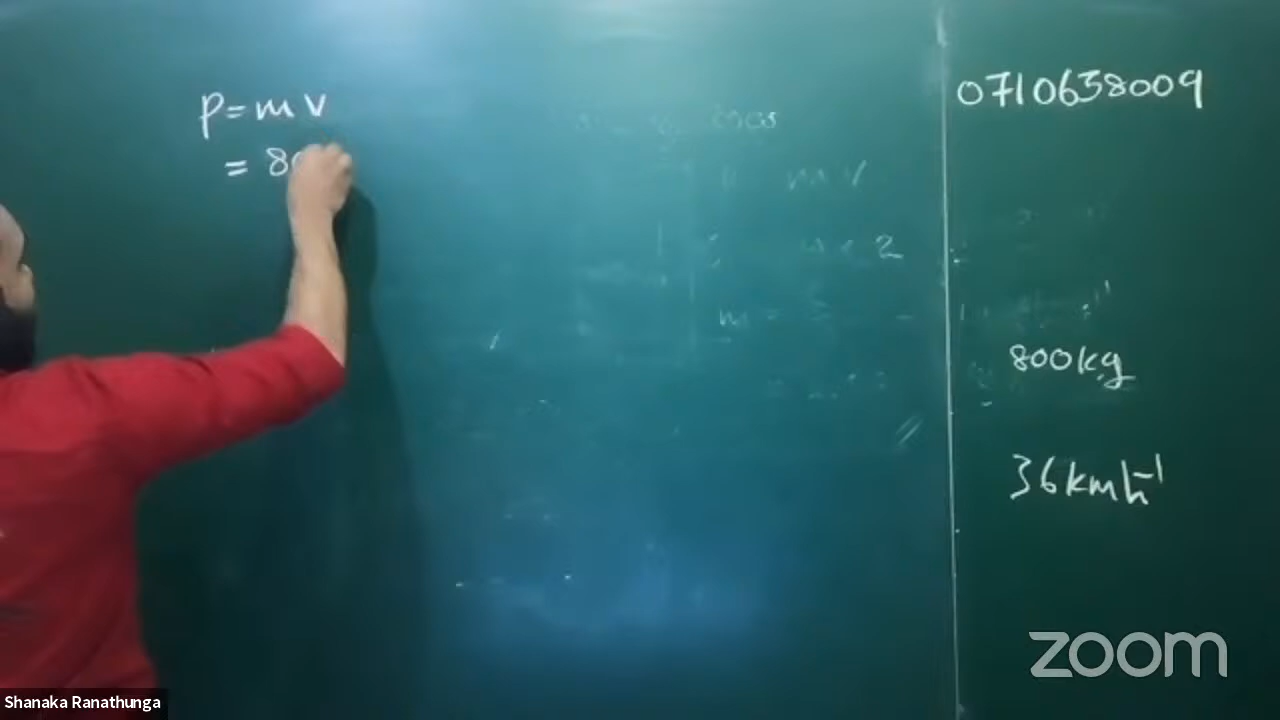 p = mv
= 80
0710638009
800kg
36kmh⁻¹
zoom
Shanaka Ranathunga